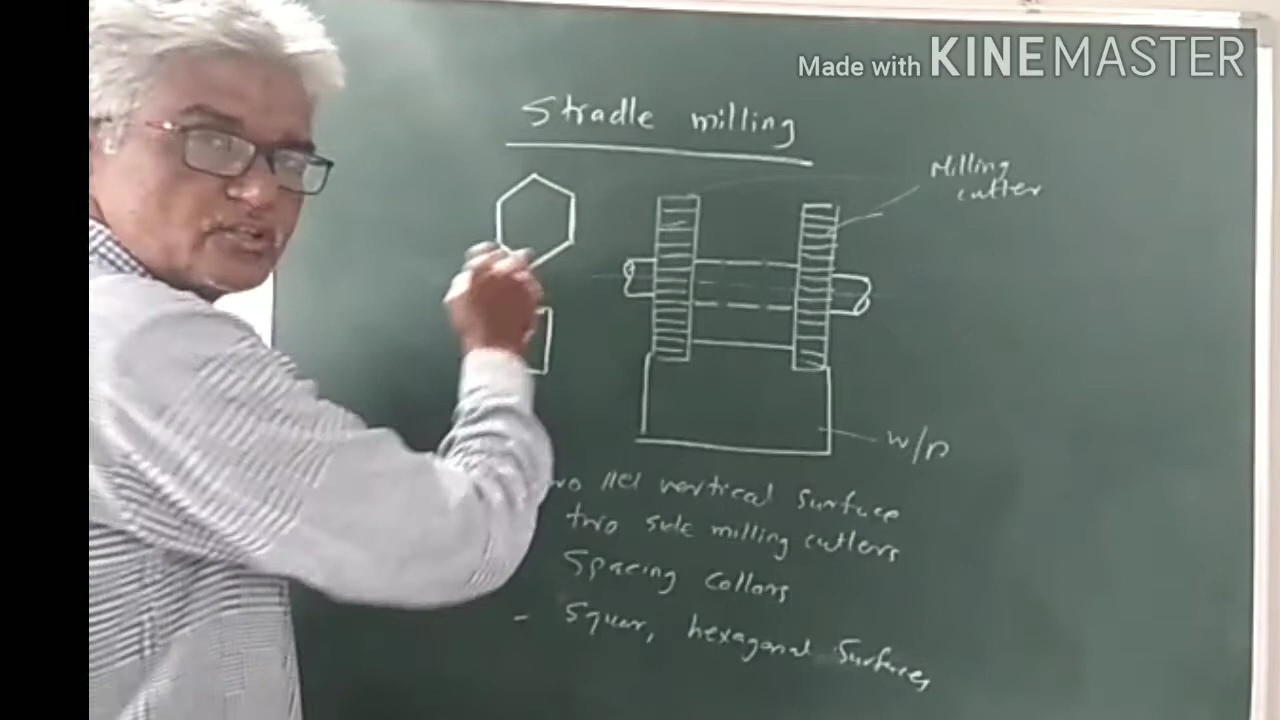 Made with KINEMASTER
Stradle milling
Milling
cutter
w/p
wo llel vertical surface
two side milling cutters
Spacing collars
- Squar, hexagonal surfaces